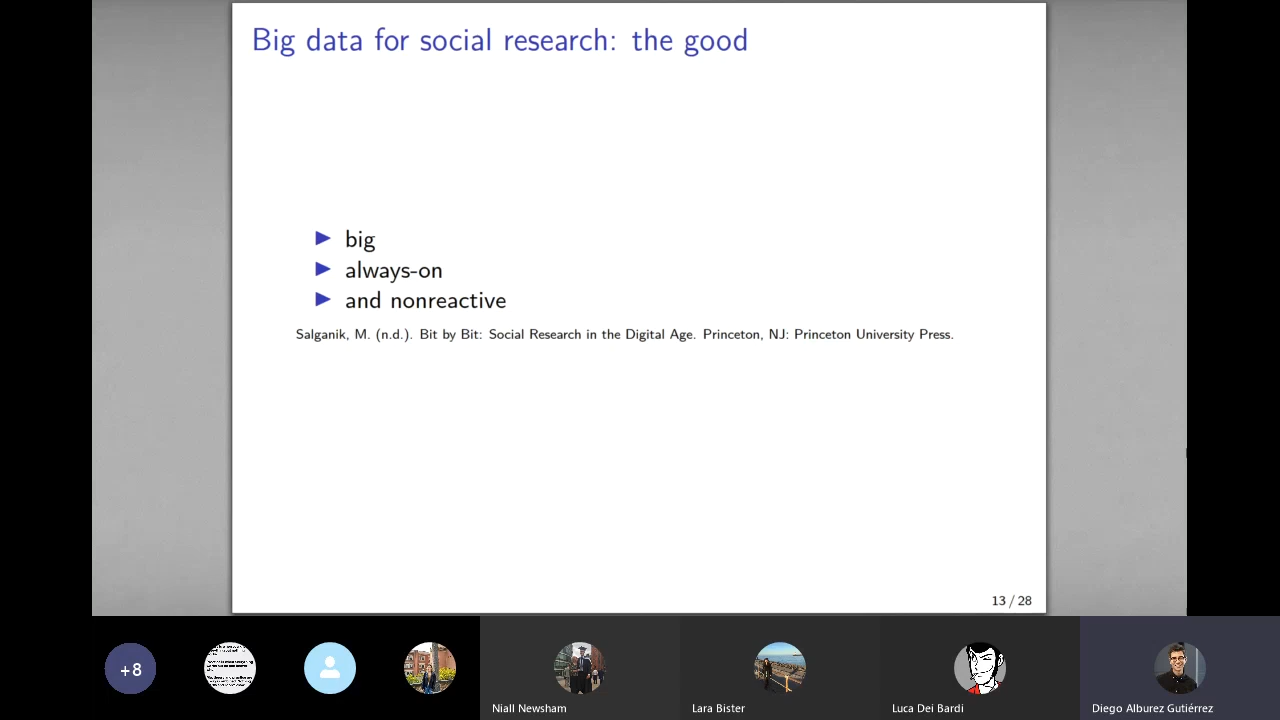 Big data for social research: the good
▶ big
▶ always-on
▶ and nonreactive
Salganik, M. (n.d.). Bit by Bit: Social Research in the Digital Age. Princeton, NJ: Princeton University Press.
13 / 28
+8
Niall Newsham
Lara Bister
Luca Dei Bardi
Diego Alburez Gutiérrez